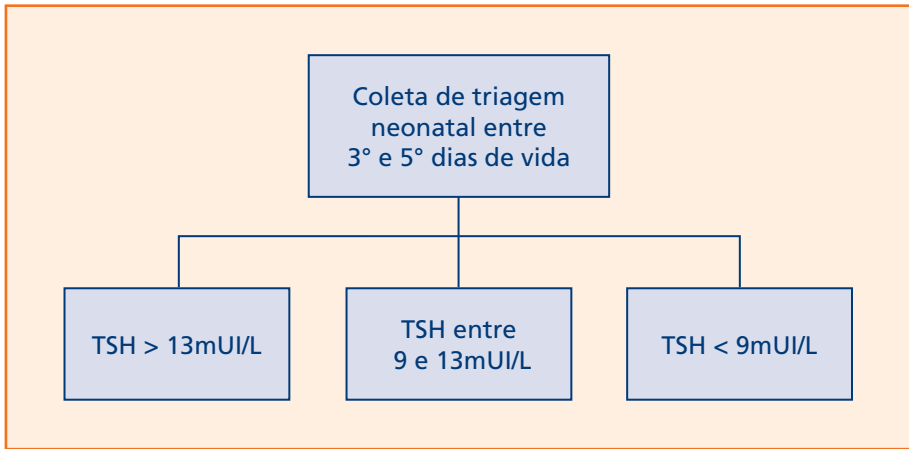 Coleta de triagem
neonatal entre
3° e 5° dias de vida
TSH > 13mUI/L
TSH entre
9 e 13mUI/L
TSH < 9mUI/L